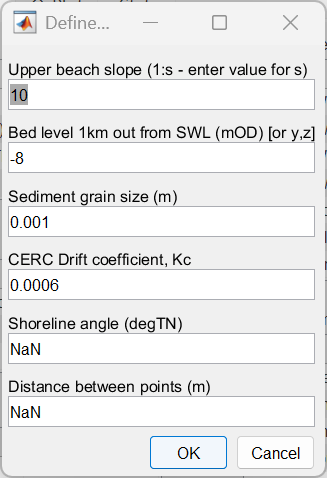 Define...
Upper beach slope (1:s - enter value for s)
10
Bed level 1km out from SWL (mOD) [or y,z]
-8
Sediment grain size (m)
0.001
CERC Drift coefficient, Kc
0.0006
Shoreline angle (degTN)
NaN
Distance between points (m)
NaN
OK
Cancel